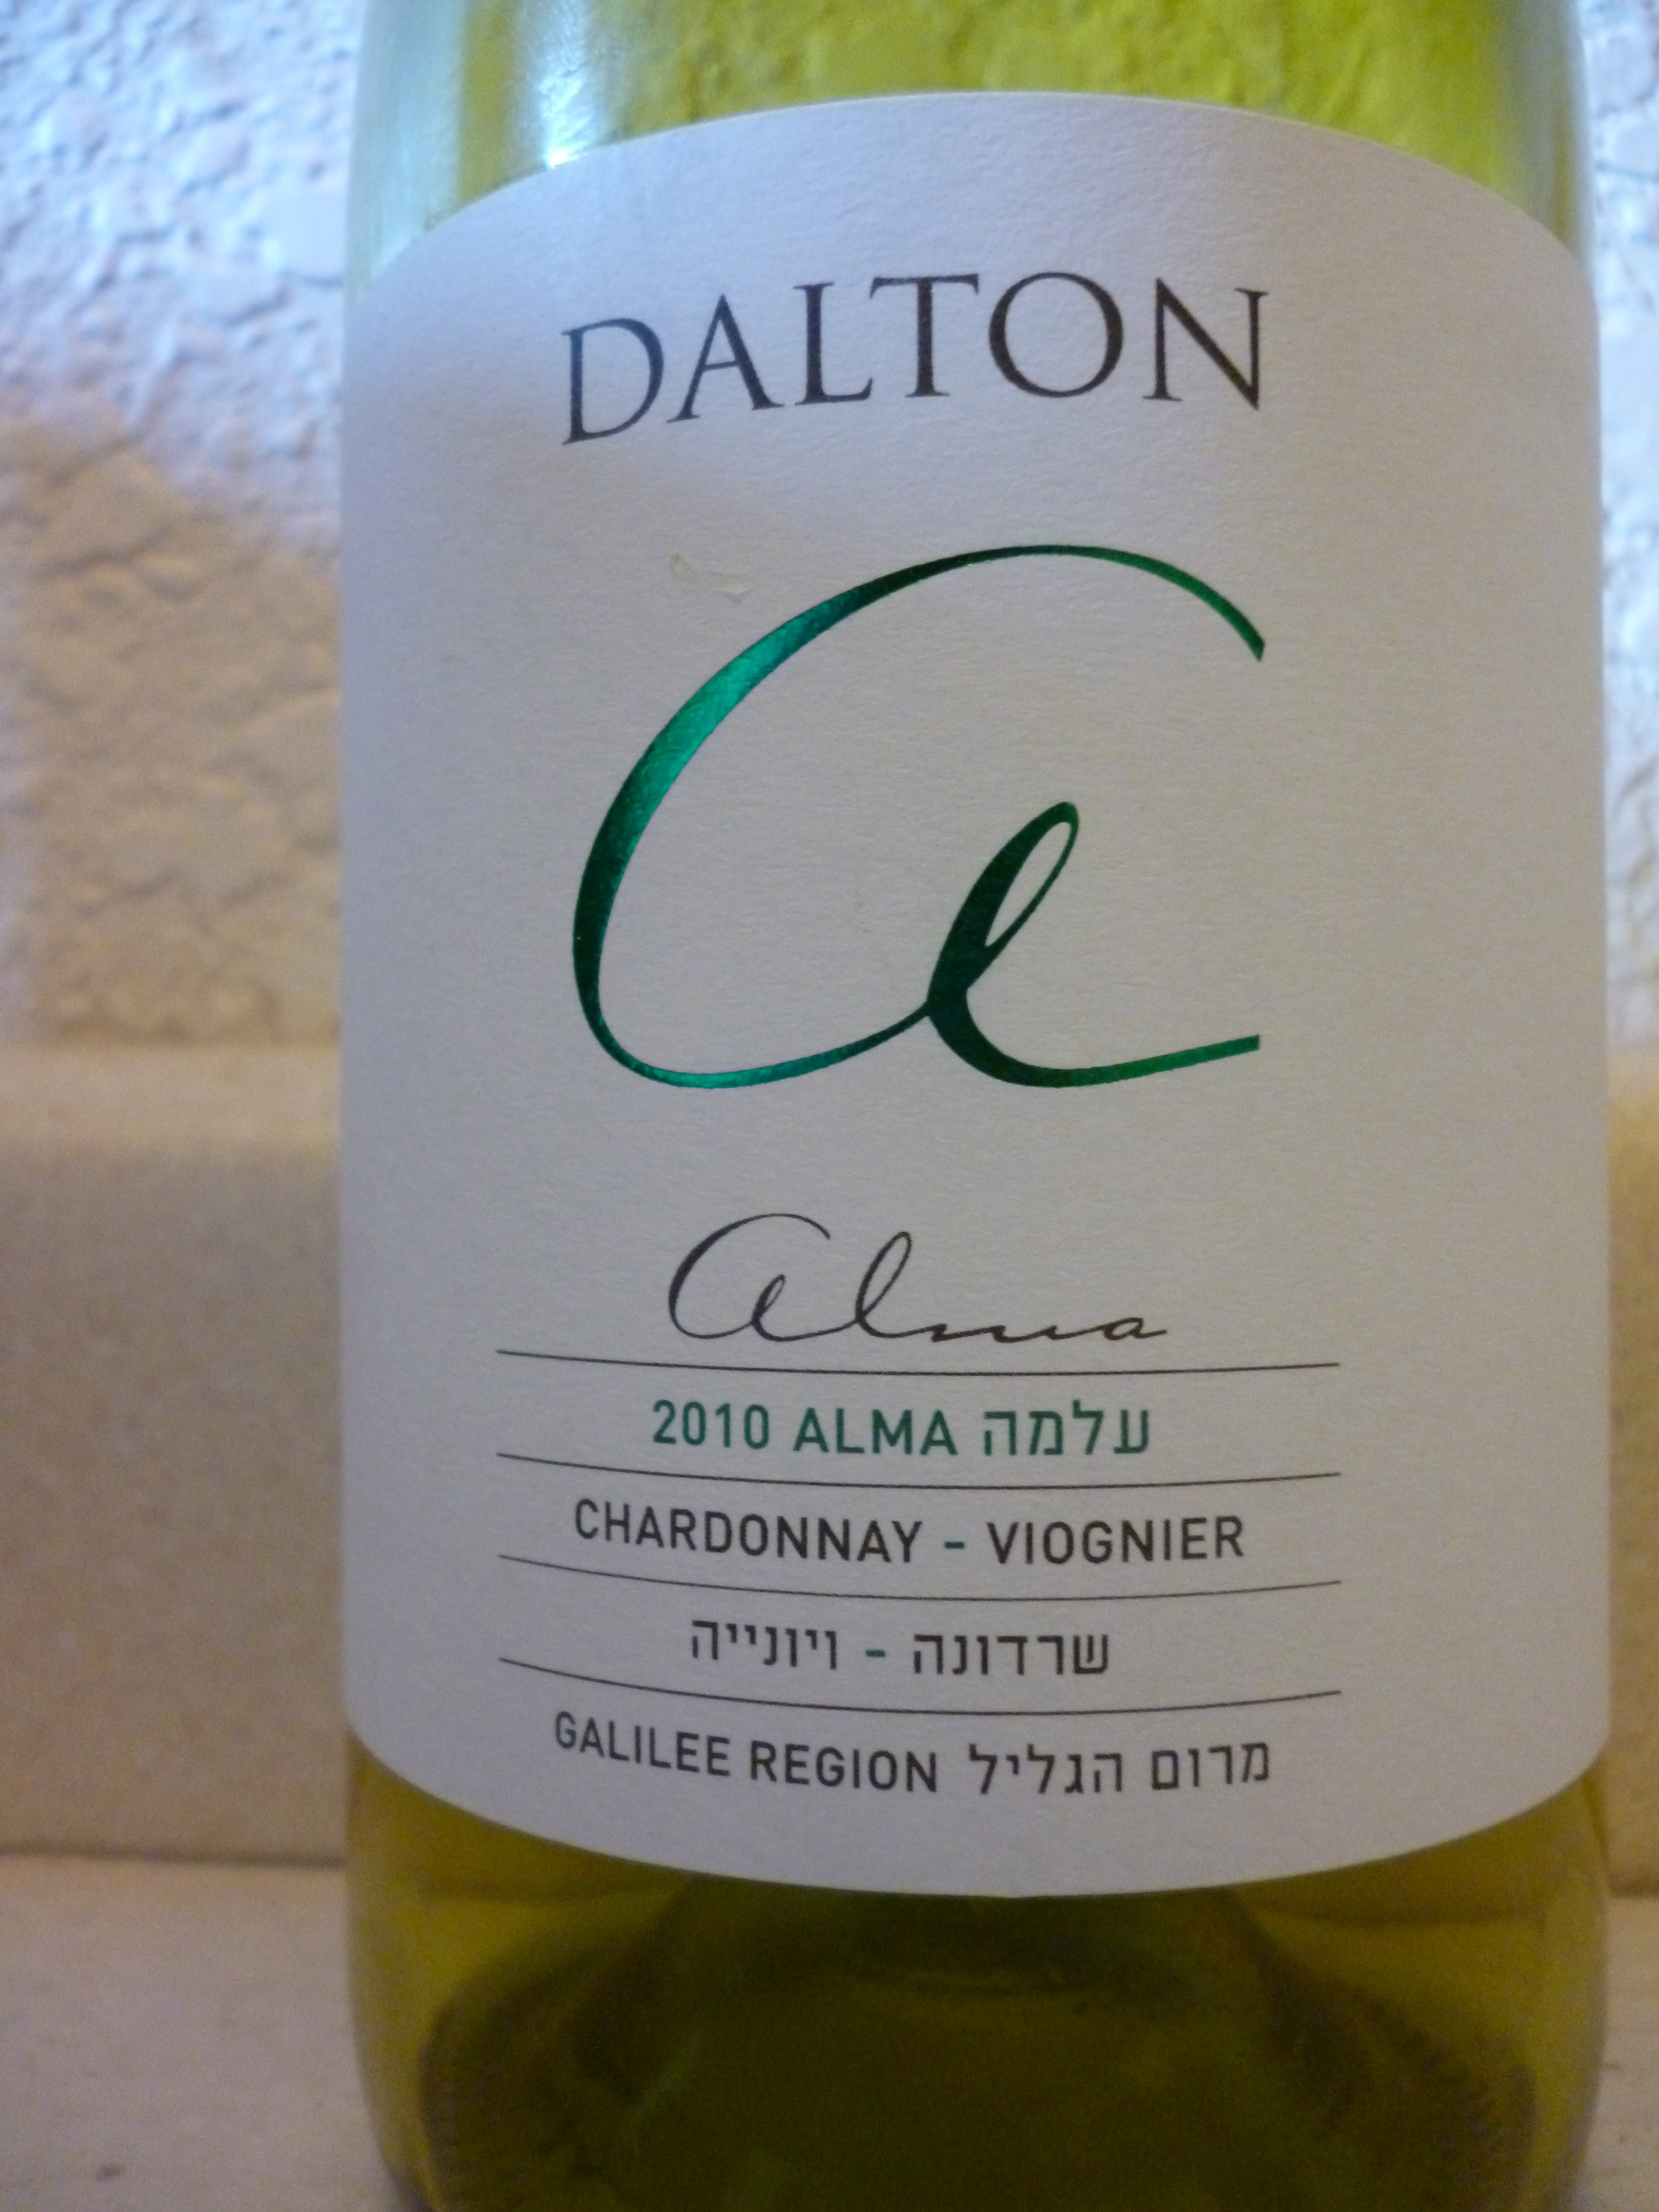 DALTON
a
alma
2010 ALMA עלמה
CHARDONNAY - VIOGNIER
שרדונה - ויונייה
GALILEE REGION מרום הגליל